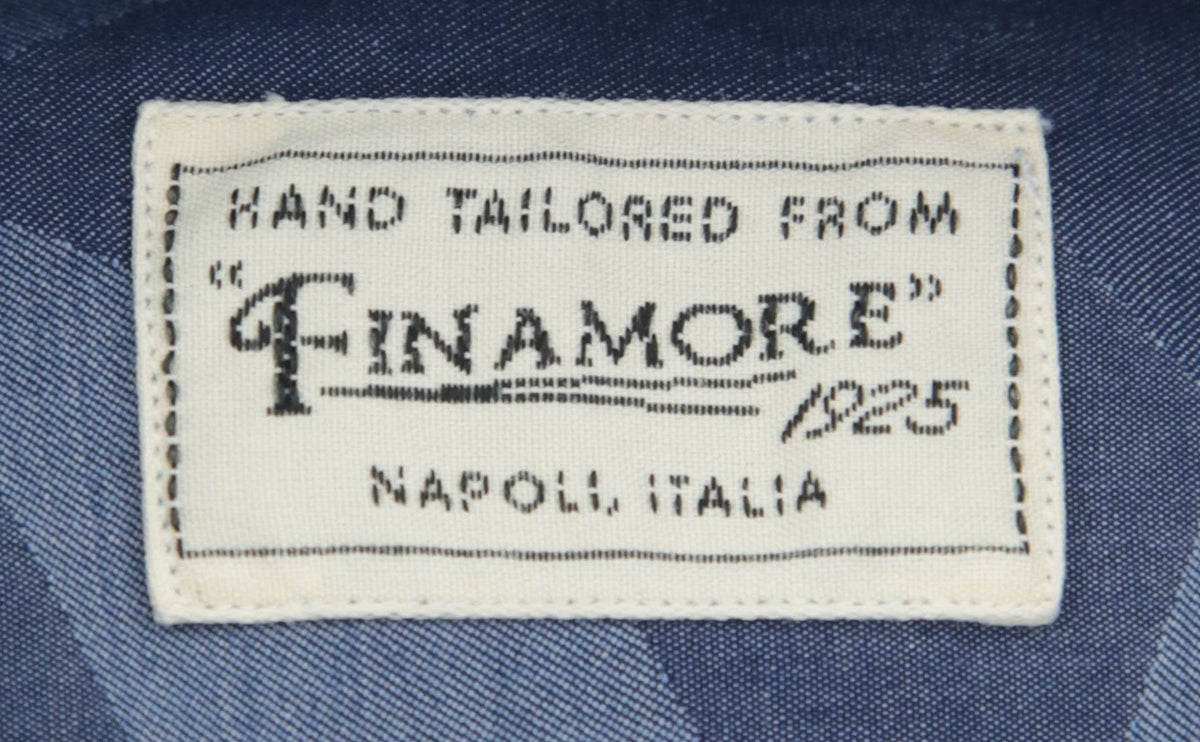 HAND TAILORED FROM
"FINAMORE"
1925
NAPOLI, ITALIA